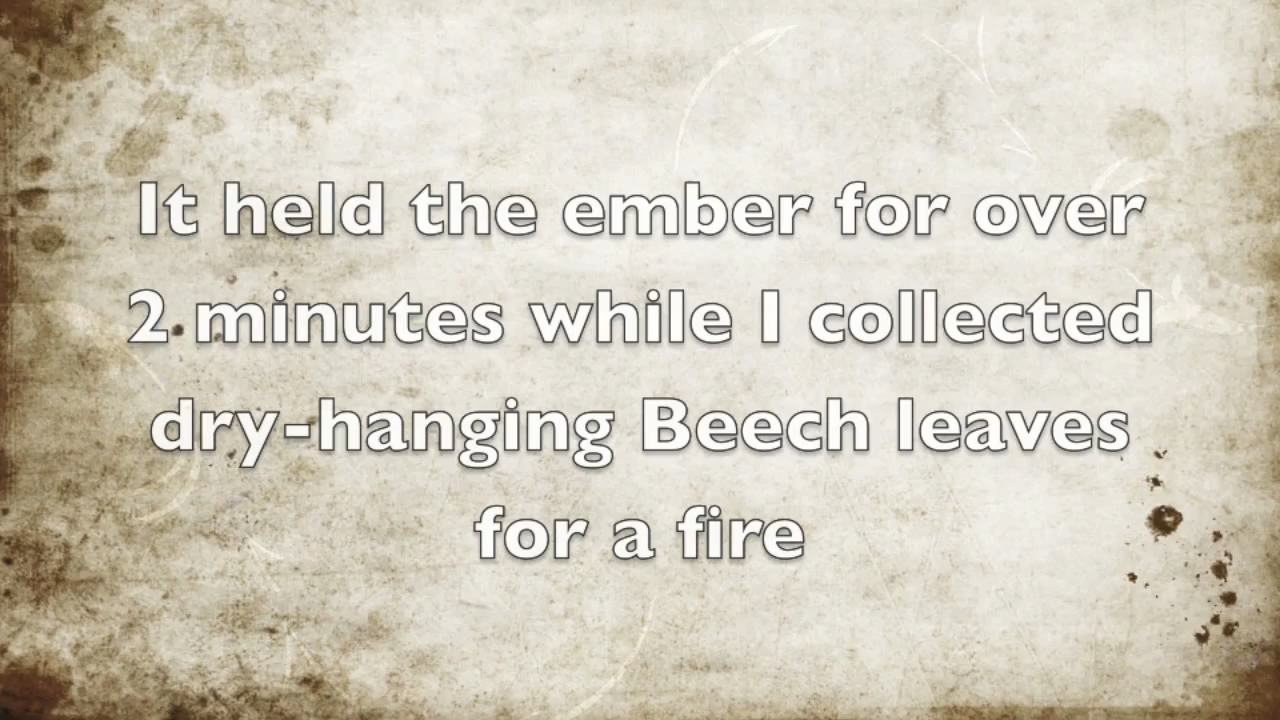 It held the ember for over
2 minutes while I collected
dry-hanging Beech leaves
for a fire